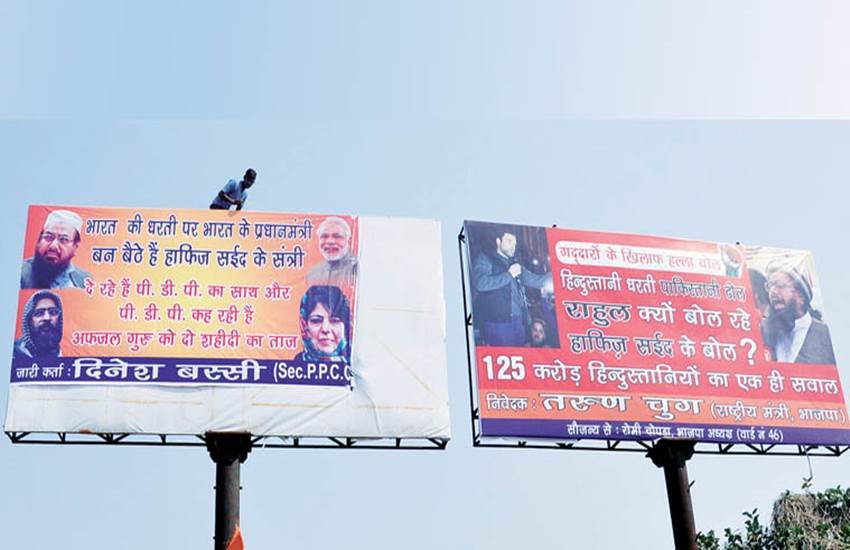 भारत की धरती पर भारत के प्रधानमंत्री
बन बैठे हैं हाफिज सईद के संत्री
दे रहे हैं पी. डी. पी. का साथ और
पी. डी. पी. कह रही हैं
अफजल गुरू को दो शहीदी का ताज
जारी कर्ता : दिनेश बस्सी (Sec.P.P.C.C
गद्दारों के खिलाफ हल्ला बोल
हिन्दुस्तानी धरती पाकिस्तानी ढोल
राहुल क्यों बोल रहे
हाफिज़ सईद के बोल ?
125 करोड़ हिन्दुस्तानियों का एक ही सवाल
निवेदक : तरूण चुग (राष्ट्रीय मंत्री, भाजपा)
सौजन्य से : रोमी चोपडा, भाजपा अध्यक्ष (वार्ड नं 46)